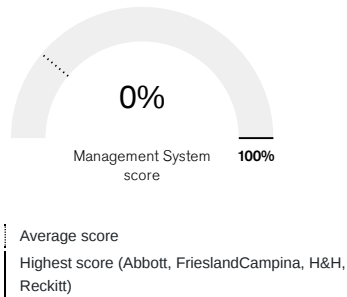 0%
Management System
score
100%
Average score
Highest score (Abbott, FrieslandCampina, H&H,
Reckitt)